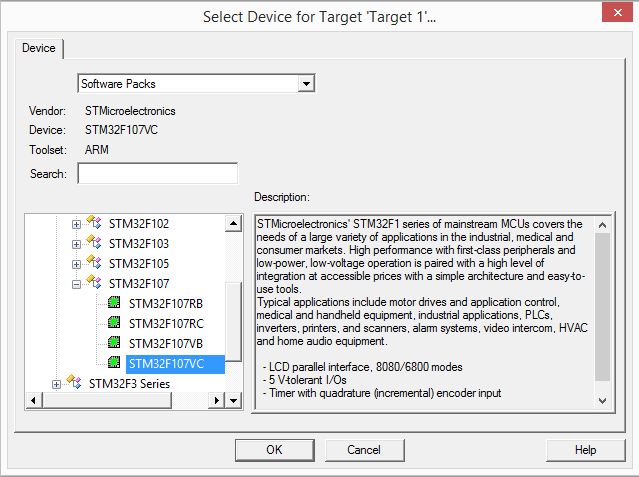 Select Device for Target 'Target 1'...
Device
Software Packs
Vendor: STMicroelectronics
Device: STM32F107VC
Toolset: ARM
Search:
Description:
STM32F102
STM32F103
STM32F105
STM32F107
STM32F107RB
STM32F107RC
STM32F107VB
STM32F107VC
STM32F3 Series
STMicroelectronics' STM32F1 series of mainstream MCUs covers the
needs of a large variety of applications in the industrial, medical and
consumer markets. High performance with first-class peripherals and
low-power, low-voltage operation is paired with a high level of
integration at accessible prices with a simple architecture and easy-to-
use tools.
Typical applications include motor drives and application control,
medical and handheld equipment, industrial applications, PLCs,
inverters, printers, and scanners, alarm systems, video intercom, HVAC
and home audio equipment.
- LCD parallel interface, 8080/6800 modes
- 5 V-tolerant I/Os
- Timer with quadrature (incremental) encoder input
OK
Cancel
Help